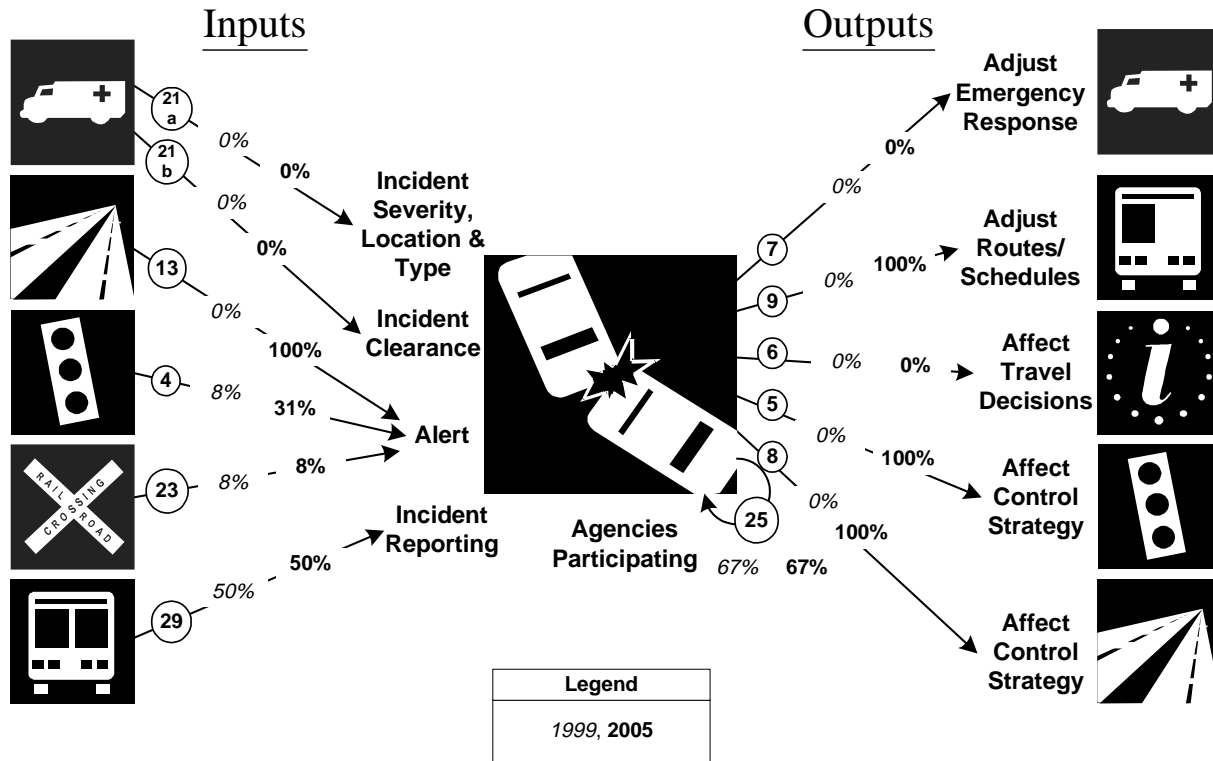 Inputs
Outputs
21
a
0%
0%
Incident
Severity,
Location &
Type
21
b
0%
0%
Incident
Clearance
13
0%
100%
4
8%
31%
Alert
23
8%
8%
RAIL ROAD
CROSSING
29
50%
50%
Incident
Reporting
Agencies
Participating
25
67% 67%
7
0%
0%
Adjust
Emergency
Response
9
0%
100%
Adjust
Routes/
Schedules
6
0%
0%
Affect
Travel
Decisions
i
5
0%
100%
Affect
Control
Strategy
8
0%
100%
Affect
Control
Strategy
Legend
1999, 2005